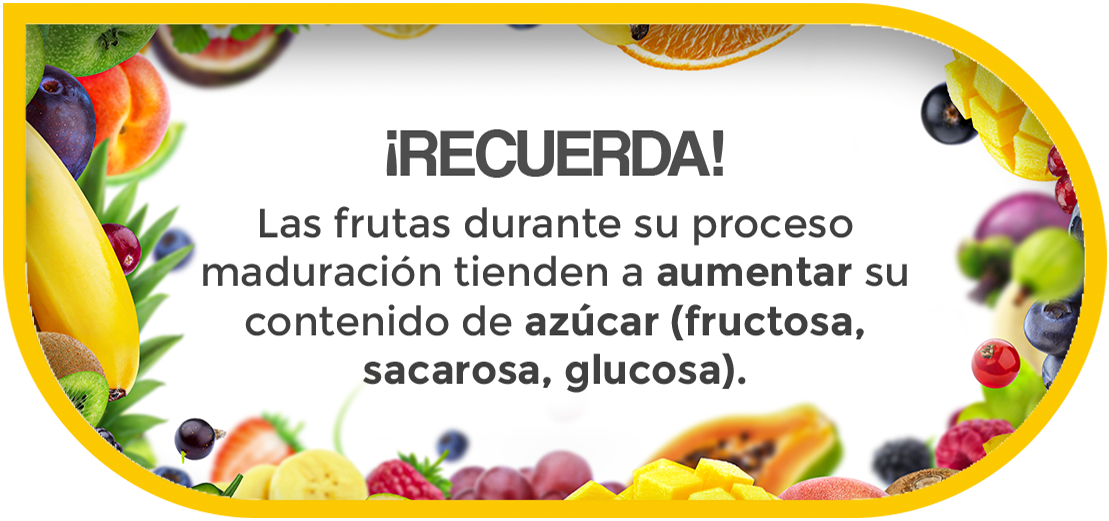 ¡RECUERDA!
Las frutas durante su proceso
maduración tienden a aumentar su
contenido de azúcar (fructosa,
sacarosa, glucosa).